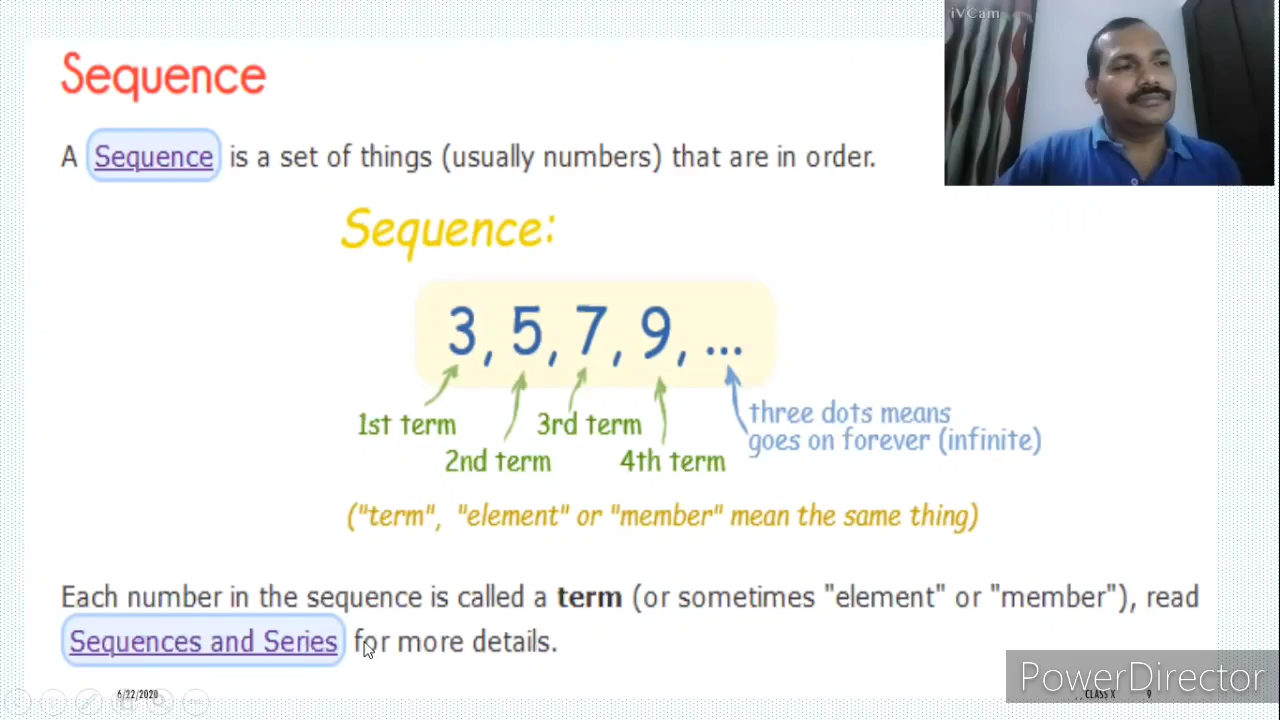 iVCam
Sequence
A Sequence is a set of things (usually numbers) that are in order.
Sequence:
3, 5, 7, 9, ...
1st term
2nd term
3rd term
4th term
three dots means
goes on forever (infinite)
("term", "element" or "member" mean the same thing)
Each number in the sequence is called a term (or sometimes "element" or "member"), read
Sequences and Series for more details.
6/22/2020
CLASS X
9
PowerDirector